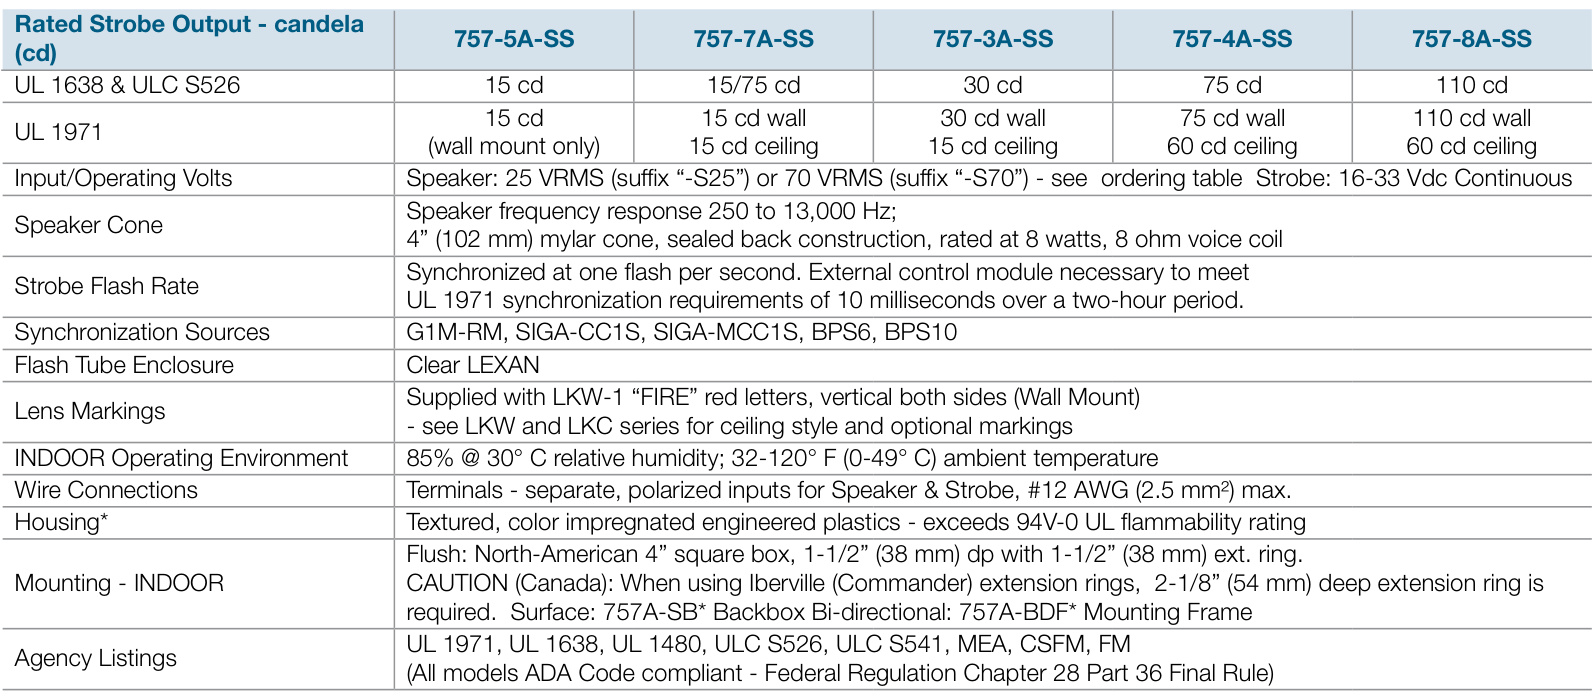 Rated Strobe Output - candela
(cd)
757-5A-SS
757-7A-SS
757-3A-SS
757-4A-SS
757-8A-SS
UL 1638 & ULC S526
15 cd
15/75 cd
30 cd
75 cd
110 cd
UL 1971
15 cd
(wall mount only)
15 cd wall
15 cd ceiling
30 cd wall
15 cd ceiling
75 cd wall
60 cd ceiling
110 cd wall
60 cd ceiling
Input/Operating Volts
Speaker: 25 VRMS (suffix “-S25”) or 70 VRMS (suffix “-S70”) - see ordering table Strobe: 16-33 Vdc Continuous
Speaker Cone
Speaker frequency response 250 to 13,000 Hz;
4” (102 mm) mylar cone, sealed back construction, rated at 8 watts, 8 ohm voice coil
Strobe Flash Rate
Synchronized at one flash per second. External control module necessary to meet
UL 1971 synchronization requirements of 10 milliseconds over a two-hour period.
Synchronization Sources
G1M-RM, SIGA-CC1S, SIGA-MCC1S, BPS6, BPS10
Flash Tube Enclosure
Clear LEXAN
Lens Markings
Supplied with LKW-1 “FIRE” red letters, vertical both sides (Wall Mount)
- see LKW and LKC series for ceiling style and optional markings
INDOOR Operating Environment
85% @ 30° C relative humidity; 32-120° F (0-49° C) ambient temperature
Wire Connections
Terminals - separate, polarized inputs for Speaker & Strobe, #12 AWG (2.5 mm²) max.
Housing*
Textured, color impregnated engineered plastics - exceeds 94V-0 UL flammability rating
Mounting - INDOOR
Flush: North-American 4” square box, 1-1/2” (38 mm) dp with 1-1/2” (38 mm) ext. ring.
CAUTION (Canada): When using Iberville (Commander) extension rings, 2-1/8” (54 mm) deep extension ring is
required. Surface: 757A-SB* Backbox Bi-directional: 757A-BDF* Mounting Frame
Agency Listings
UL 1971, UL 1638, UL 1480, ULC S526, ULC S541, MEA, CSFM, FM
(All models ADA Code compliant - Federal Regulation Chapter 28 Part 36 Final Rule)